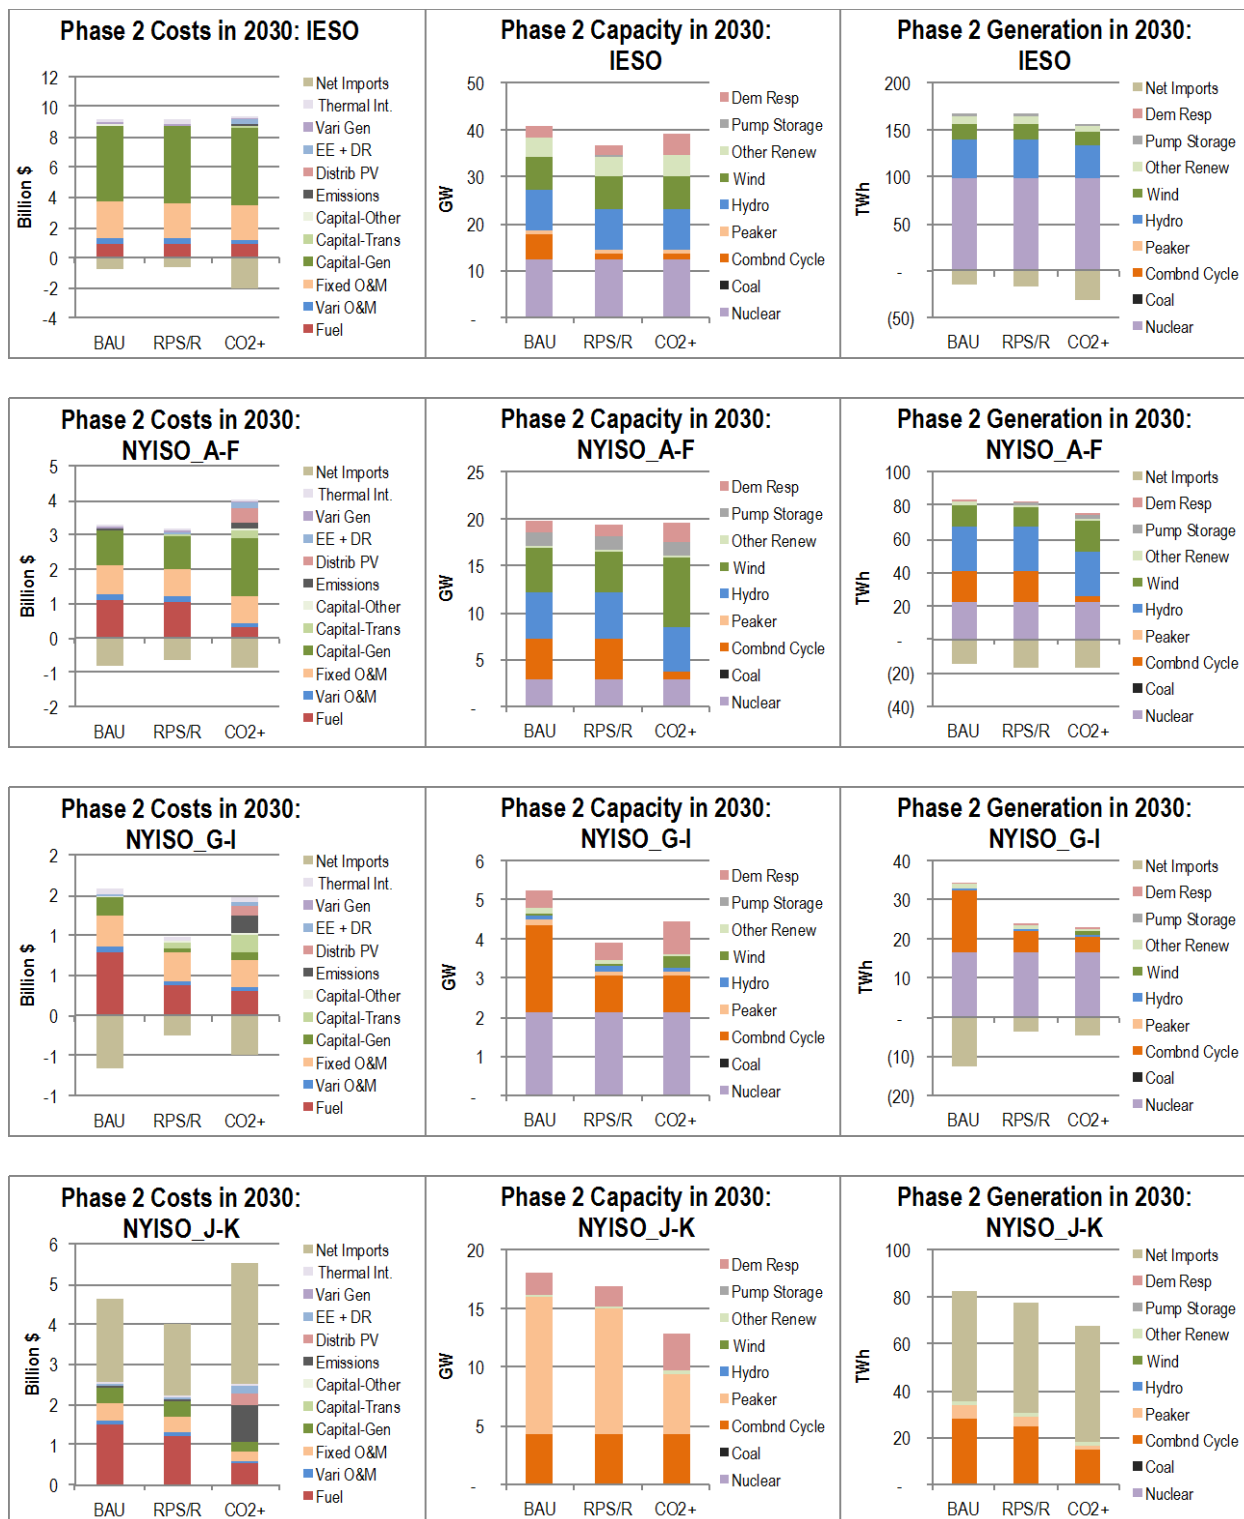 Phase 2 Costs in 2030: IESO
12
10
8
6
4
2
0
-2
-4
Billion $
BAU RPS/R CO2+
Net Imports
Thermal Int.
Vari Gen
EE + DR
Distrib PV
Emissions
Capital-Other
Capital-Trans
Capital-Gen
Fixed O&M
Vari O&M
Fuel
Phase 2 Capacity in 2030:
IESO
50
40
30
20
10
-
GW
BAU RPS/R CO2+
Dem Resp
Pump Storage
Other Renew
Wind
Hydro
Peaker
Combnd Cycle
Coal
Nuclear
Phase 2 Generation in 2030:
IESO
200
150
100
50
-
(50)
TWh
BAU RPS/R CO2+
Net Imports
Dem Resp
Pump Storage
Other Renew
Wind
Hydro
Peaker
Combnd Cycle
Coal
Nuclear
Phase 2 Costs in 2030:
NYISO_A-F
5
4
3
2
1
0
-1
-2
Billion $
BAU RPS/R CO2+
Net Imports
Thermal Int.
Vari Gen
EE + DR
Distrib PV
Emissions
Capital-Other
Capital-Trans
Capital-Gen
Fixed O&M
Vari O&M
Fuel
Phase 2 Capacity in 2030:
NYISO_A-F
25
20
15
10
5
-
GW
BAU RPS/R CO2+
Dem Resp
Pump Storage
Other Renew
Wind
Hydro
Peaker
Combnd Cycle
Coal
Nuclear
Phase 2 Generation in 2030:
NYISO_A-F
100
80
60
40
20
-
(20)
(40)
TWh
BAU RPS/R CO2+
Net Imports
Dem Resp
Pump Storage
Other Renew
Wind
Hydro
Peaker
Combnd Cycle
Coal
Nuclear
Phase 2 Costs in 2030:
NYISO_G-I
2
2
1
1
0
-1
-1
Billion $
BAU RPS/R CO2+
Net Imports
Thermal Int.
Vari Gen
EE + DR
Distrib PV
Emissions
Capital-Other
Capital-Trans
Capital-Gen
Fixed O&M
Vari O&M
Fuel
Phase 2 Capacity in 2030:
NYISO_G-I
6
5
4
3
2
1
-
GW
BAU RPS/R CO2+
Dem Resp
Pump Storage
Other Renew
Wind
Hydro
Peaker
Combnd Cycle
Coal
Nuclear
Phase 2 Generation in 2030:
NYISO_G-I
40
30
20
10
-
(10)
(20)
TWh
BAU RPS/R CO2+
Net Imports
Dem Resp
Pump Storage
Other Renew
Wind
Hydro
Peaker
Combnd Cycle
Coal
Nuclear
Phase 2 Costs in 2030:
NYISO_J-K
6
5
4
3
2
1
0
Billion $
BAU RPS/R CO2+
Net Imports
Thermal Int.
Vari Gen
EE + DR
Distrib PV
Emissions
Capital-Other
Capital-Trans
Capital-Gen
Fixed O&M
Vari O&M
Fuel
Phase 2 Capacity in 2030:
NYISO_J-K
20
15
10
5
-
GW
BAU RPS/R CO2+
Dem Resp
Pump Storage
Other Renew
Wind
Hydro
Peaker
Combnd Cycle
Coal
Nuclear
Phase 2 Generation in 2030:
NYISO_J-K
100
80
60
40
20
-
TWh
BAU RPS/R CO2+
Net Imports
Dem Resp
Pump Storage
Other Renew
Wind
Hydro
Peaker
Combnd Cycle
Coal
Nuclear